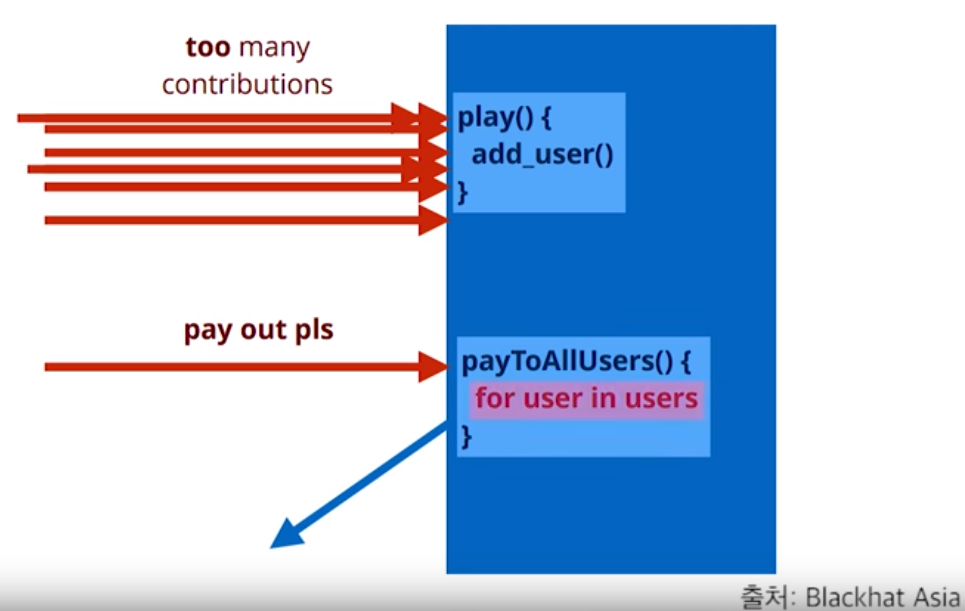 too many
contributions
play() {
add_user()
}
pay out pls
payToAllUsers() {
for user in users
}
출처: Blackhat Asia